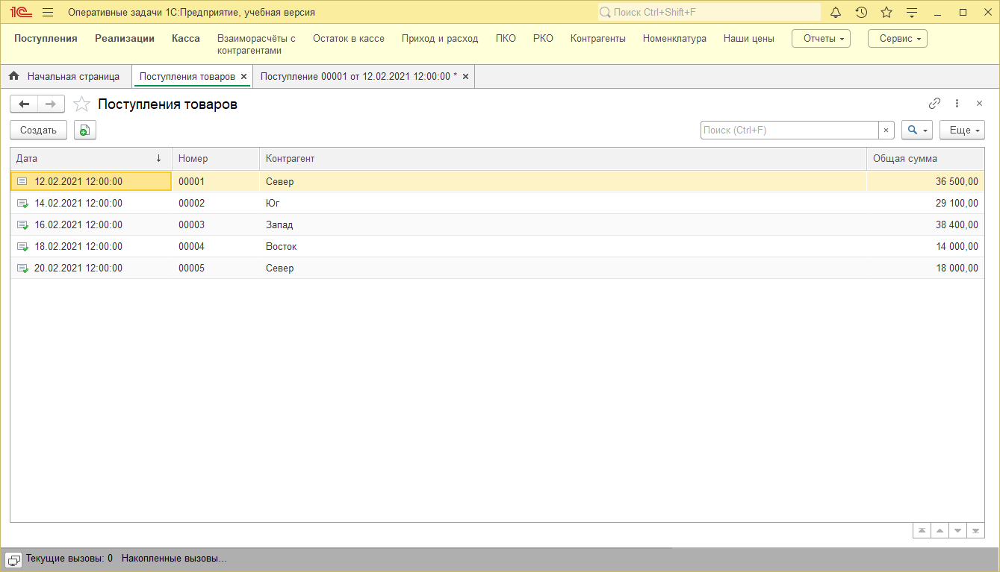 1С Оперативные задачи 1С:Предприятие, учебная версия Поиск Ctrl+Shift+F
Поступления Реализации Касса Взаиморасчёты с контрагентами Остаток в кассе Приход и расход ПКО РКО Контрагенты Номенклатура Наши цены Отчеты Сервис
Начальная страница Поступления товаров Поступление 00001 от 12.02.2021 12:00:00 *
Поступления товаров
Создать Поиск (Ctrl+F) Еще
Дата Номер Контрагент Общая сумма
12.02.2021 12:00:00 00001 Север 36 500,00
14.02.2021 12:00:00 00002 Юг 29 100,00
16.02.2021 12:00:00 00003 Запад 38 400,00
18.02.2021 12:00:00 00004 Восток 14 000,00
20.02.2021 12:00:00 00005 Север 18 000,00
Текущие вызовы: 0 Накопленные вызовы...